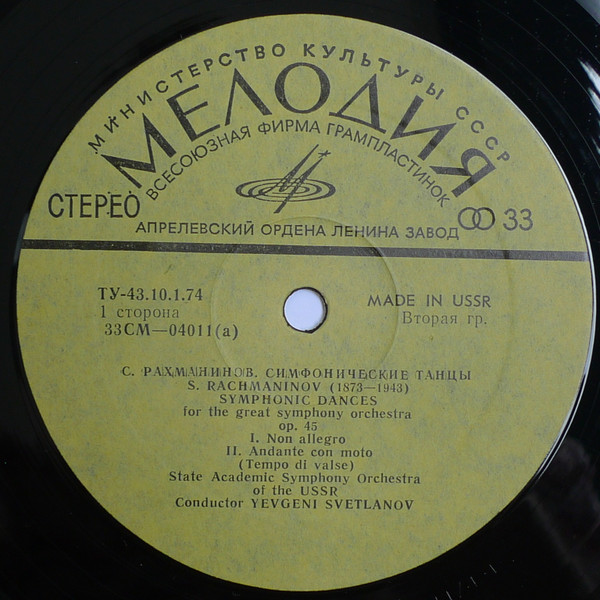 МИНИСТЕРСТВО КУЛЬТУРЫ СССР
МЕЛОДИЯ
ВСЕСОЮЗНАЯ ФИРМА ГРАМПЛАСТИНОК
СТЕРЕО
33
АПРЕЛЕВСКИЙ ОРДЕНА ЛЕНИНА ЗАВОД
ТУ-43.10.1.74
MADE IN USSR
1 сторона
Вторая гр.
33СМ—04011(а)
С. РАХМАНИНОВ. СИМФОНИЧЕСКИЕ ТАНЦЫ
S. RACHMANINOV (1873—1943)
SYMPHONIC DANCES
for the great symphony orchestra
op. 45
I. Non allegro
II. Andante con moto
(Tempo di valse)
State Academic Symphony Orchestra
of the USSR
Conductor YEVGENI SVETLANOV